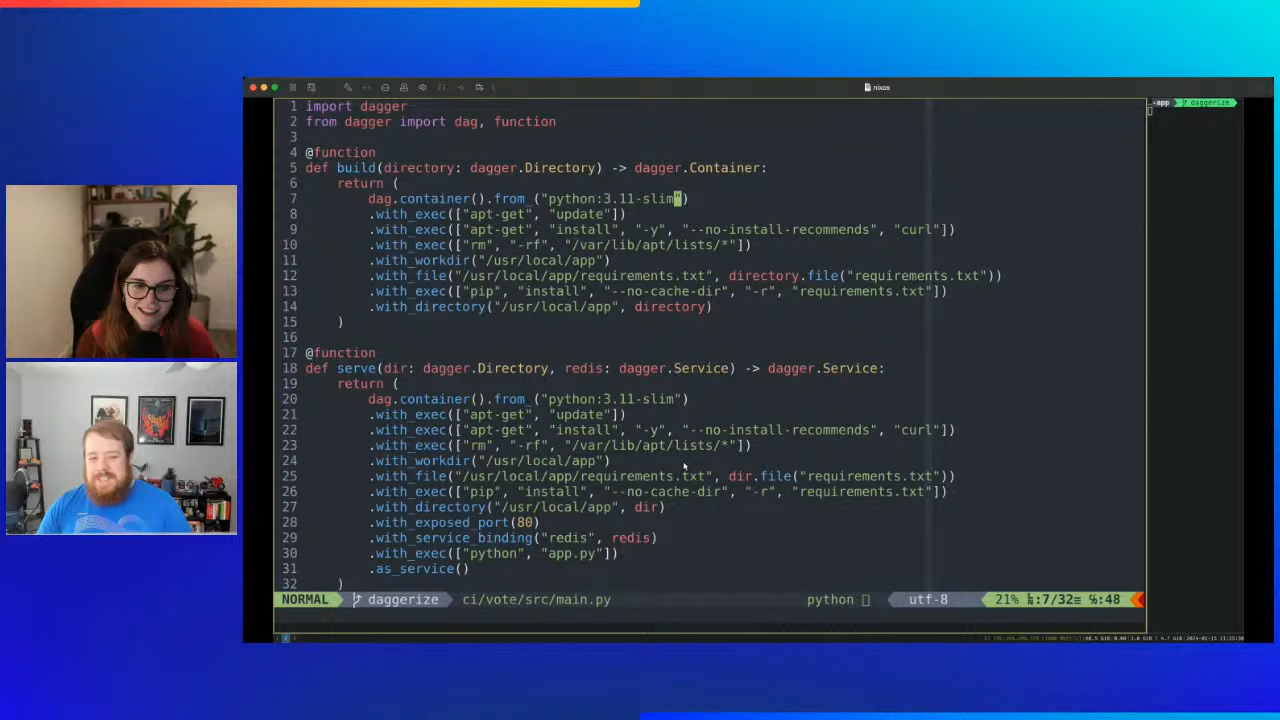 nixos
1 import dagger
2 from dagger import dag, function
3
4 @function
5 def build(directory: dagger.Directory) -> dagger.Container:
6     return (
7         dag.container().from_("python:3.11-slim")
8         .with_exec(["apt-get", "update"])
9         .with_exec(["apt-get", "install", "-y", "--no-install-recommends", "curl"])
10         .with_exec(["rm", "-rf", "/var/lib/apt/lists/*"])
11         .with_workdir("/usr/local/app")
12         .with_file("/usr/local/app/requirements.txt", directory.file("requirements.txt"))
13         .with_exec(["pip", "install", "--no-cache-dir", "-r", "requirements.txt"])
14         .with_directory("/usr/local/app", directory)
15     )
16
17 @function
18 def serve(dir: dagger.Directory, redis: dagger.Service) -> dagger.Service:
19     return (
20         dag.container().from_("python:3.11-slim")
21         .with_exec(["apt-get", "update"])
22         .with_exec(["apt-get", "install", "-y", "--no-install-recommends", "curl"])
23         .with_exec(["rm", "-rf", "/var/lib/apt/lists/*"])
24         .with_workdir("/usr/local/app")
25         .with_file("/usr/local/app/requirements.txt", dir.file("requirements.txt"))
26         .with_exec(["pip", "install", "--no-cache-dir", "-r", "requirements.txt"])
27         .with_directory("/usr/local/app", dir)
28         .with_exposed_port(80)
29         .with_service_binding("redis", redis)
30         .with_exec(["python", "app.py"])
31         .as_service()
32     )
NORMAL daggerize ci/vote/src/main.py python utf-8 21% :7/32 :48
-app daggerize